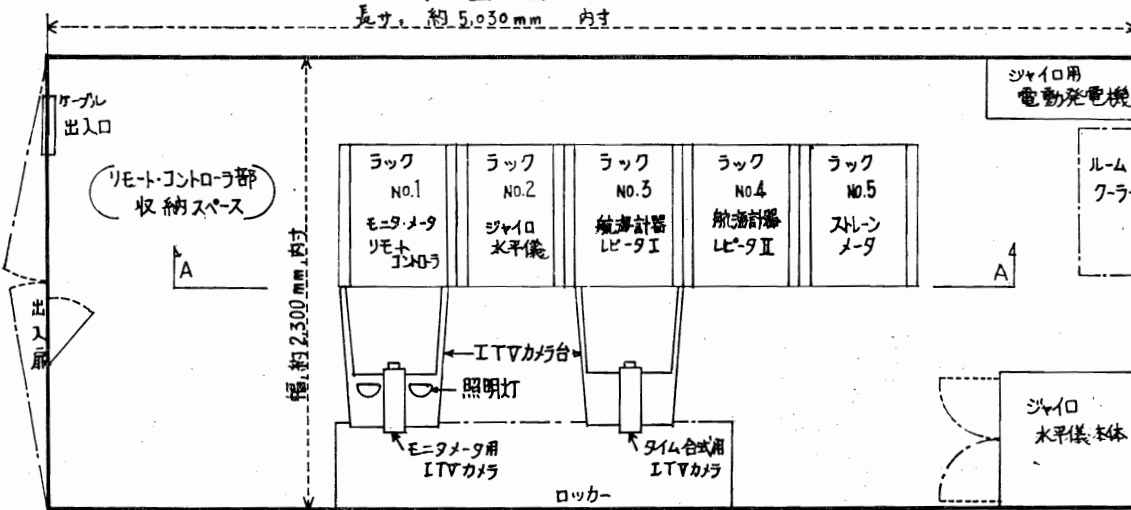 長サ。約5,030mm 内寸
ケーブル
出入口
リモート・コントローラ部
収納スペース
A
出
入
扉
幅,約2,300mm,内寸
ラック
NO.1
モニタ・メータ
リモート
コントローラ
ラック
NO.2
ジャイロ
水平儀
ラック
NO.3
航海計器
レピータⅠ
ラック
NO.4
航海計器
レピータⅡ
ラック
NO.5
ストレーン
メータ
A
ジャイロ用
電動発電機
ルーム
クーラー
ITVカメラ台
照明灯
モニタメータ用
ITVカメラ
タイム台式用
ITVカメラ
ロッカー
ジャイロ
水平儀本体